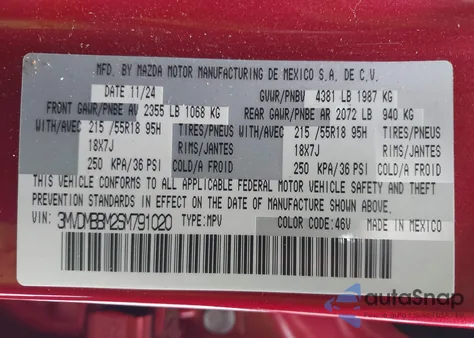 MFD. BY MAZDA MOTOR MANUFACTURING DE MEXICO S.A. DE C.V.
DATE 11/24 GVWR/PNBV 4381 LB 1987 KG
FRONT GAWR/PNBE AV 2355 LB 1068 KG REAR GAWR/PNBE AR 2072 LB 940 KG
WITH/AVEC 215 /55R18 95H TIRES/PNEUS WITH/AVEC 215 /55R18 95H TIRES/PNEUS
18X7J RIMS/JANTES 18X7J RIMS/JANTES
250 KPA/36 PSI COLD/A FROID 250 KPA/36 PSI COLD/A FROID
THIS VEHICLE CONFORMS TO ALL APPLICABLE FEDERAL MOTOR VEHICLE SAFETY, BUMPER, AND THEFT
PREVENTION STANDARDS IN EFFECT ON THE DATE OF MANUFACTURE SHOWN ABOVE.
VIN: 3MVDMBBM2SM791020 TYPE: MPV COLOR CODE: 46V MADE IN MEXICO
autoSnap